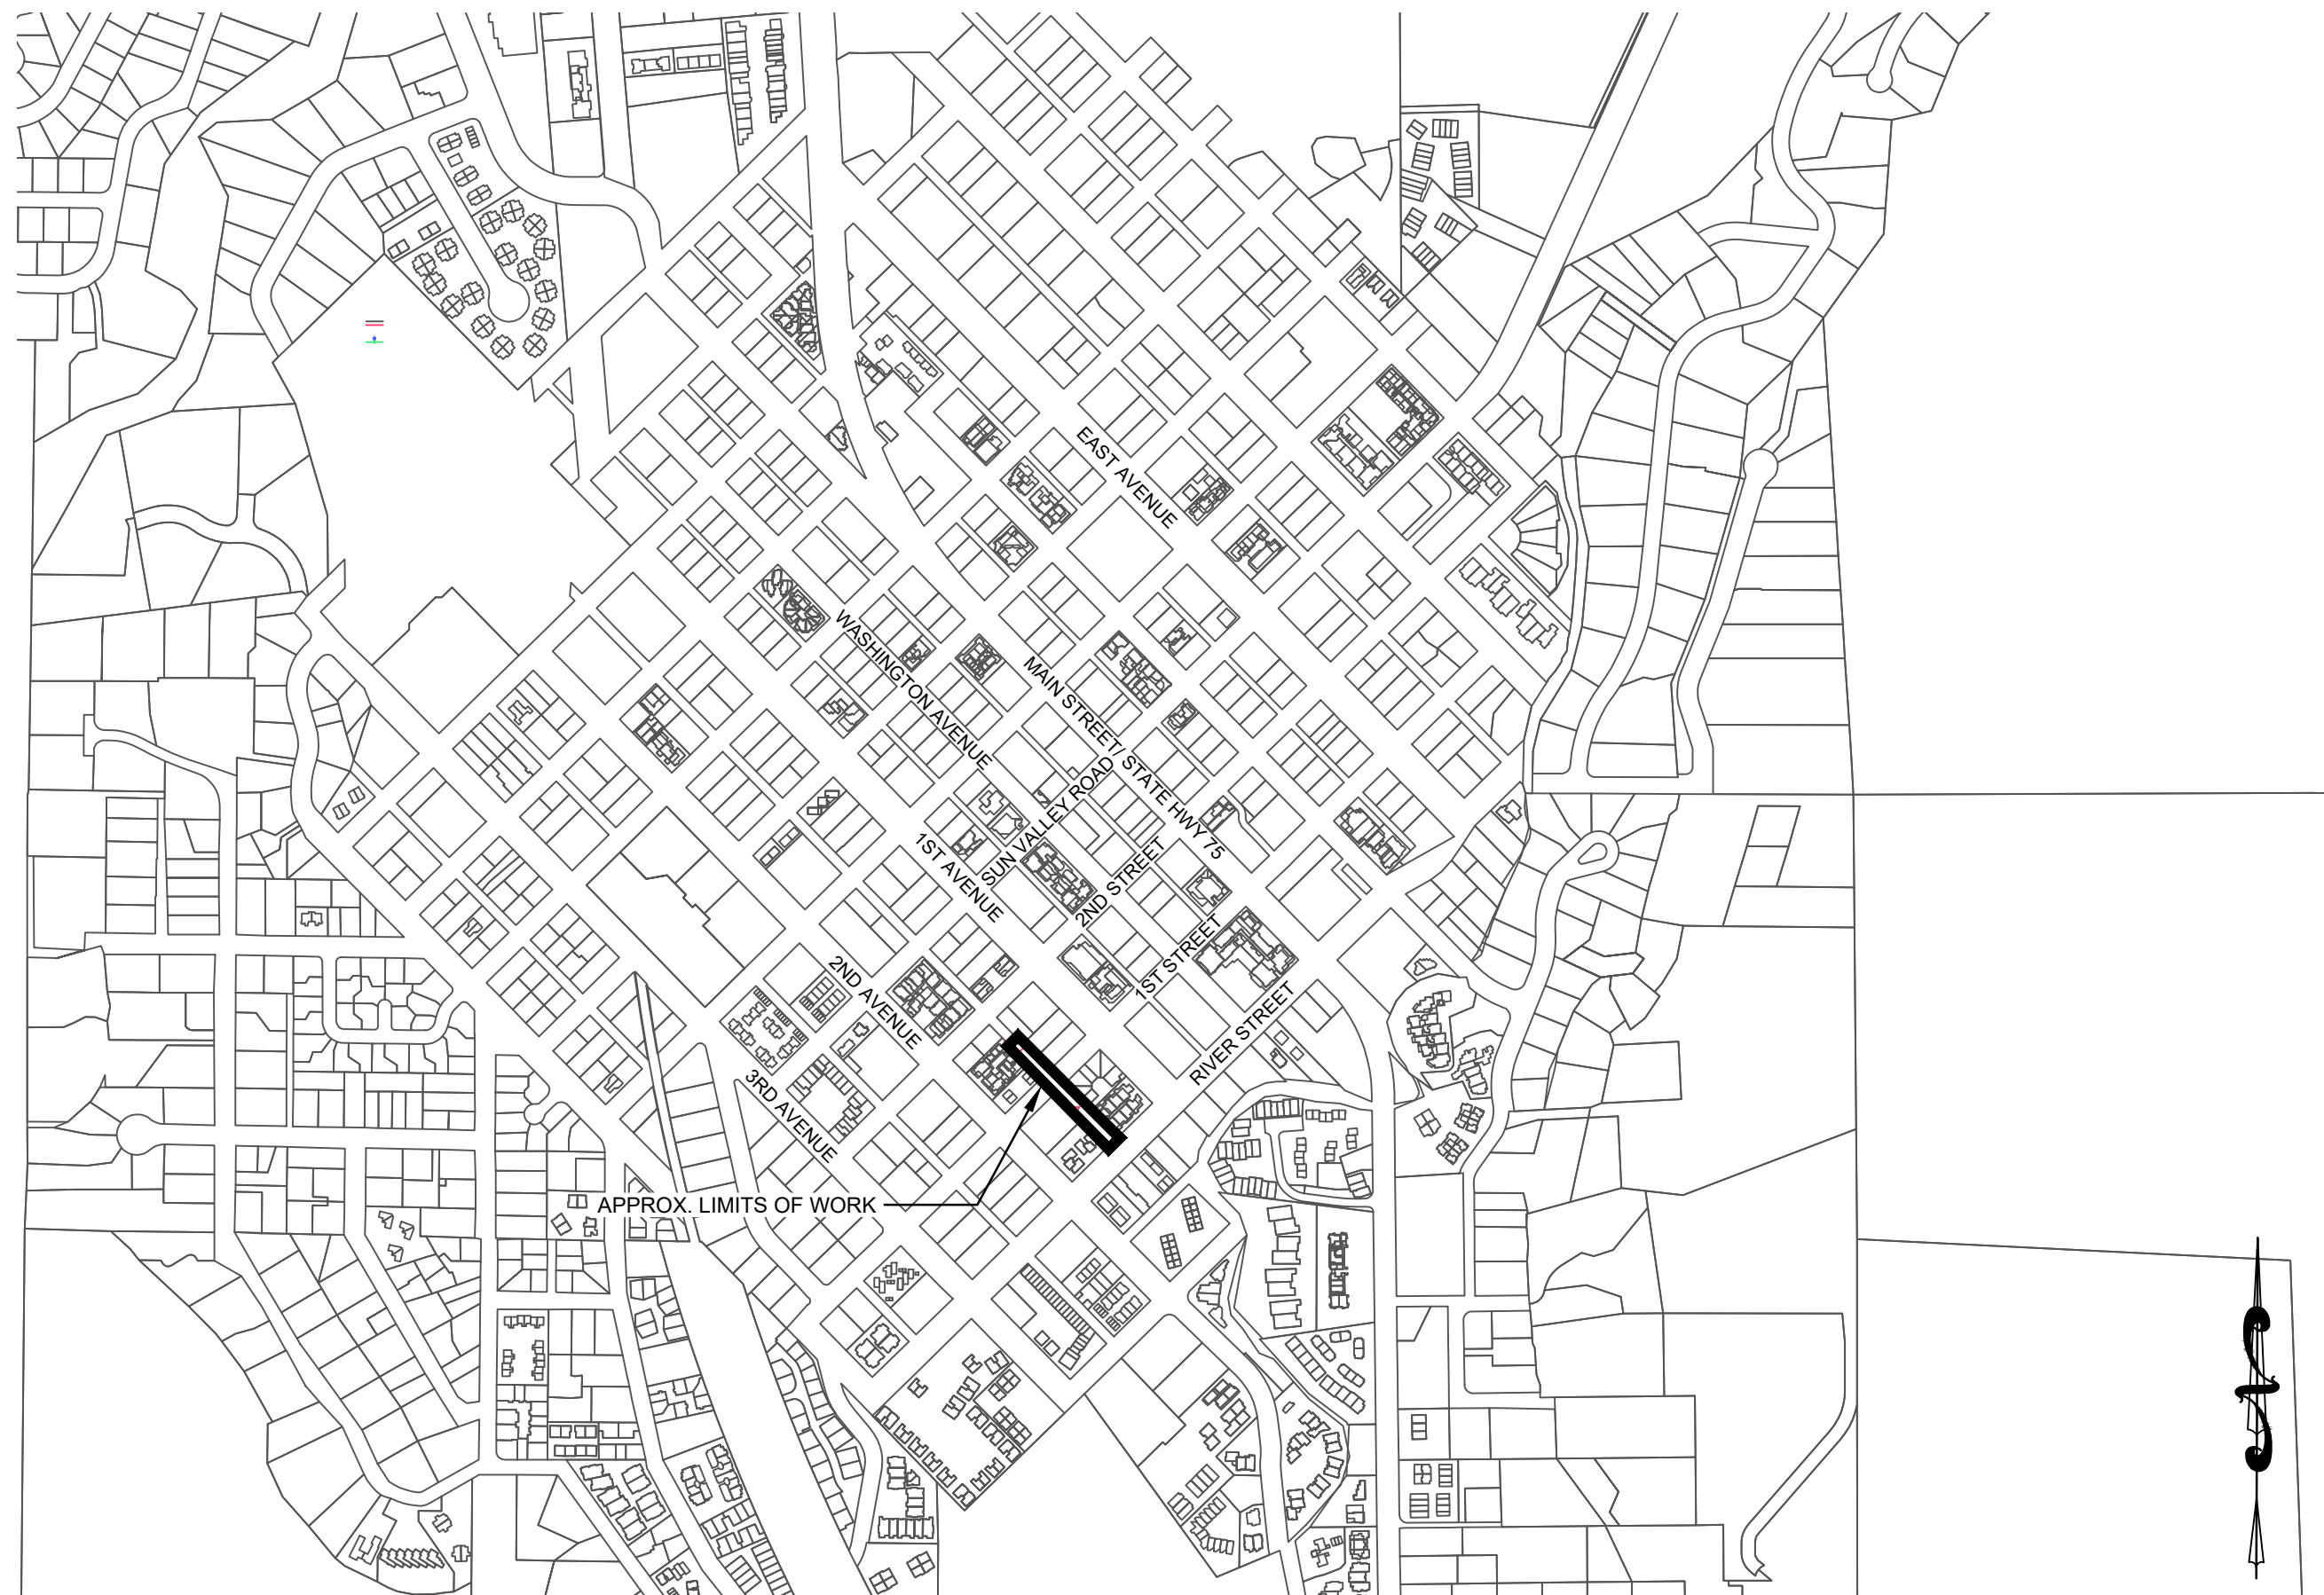 EAST AVENUE
WASHINGTON AVENUE
MAIN STREET/ STATE HWY 75
SUN VALLEY ROAD
1ST AVENUE
2ND STREET
2ND AVENUE
1ST STREET
RIVER STREET
3RD AVENUE
APPROX. LIMITS OF WORK